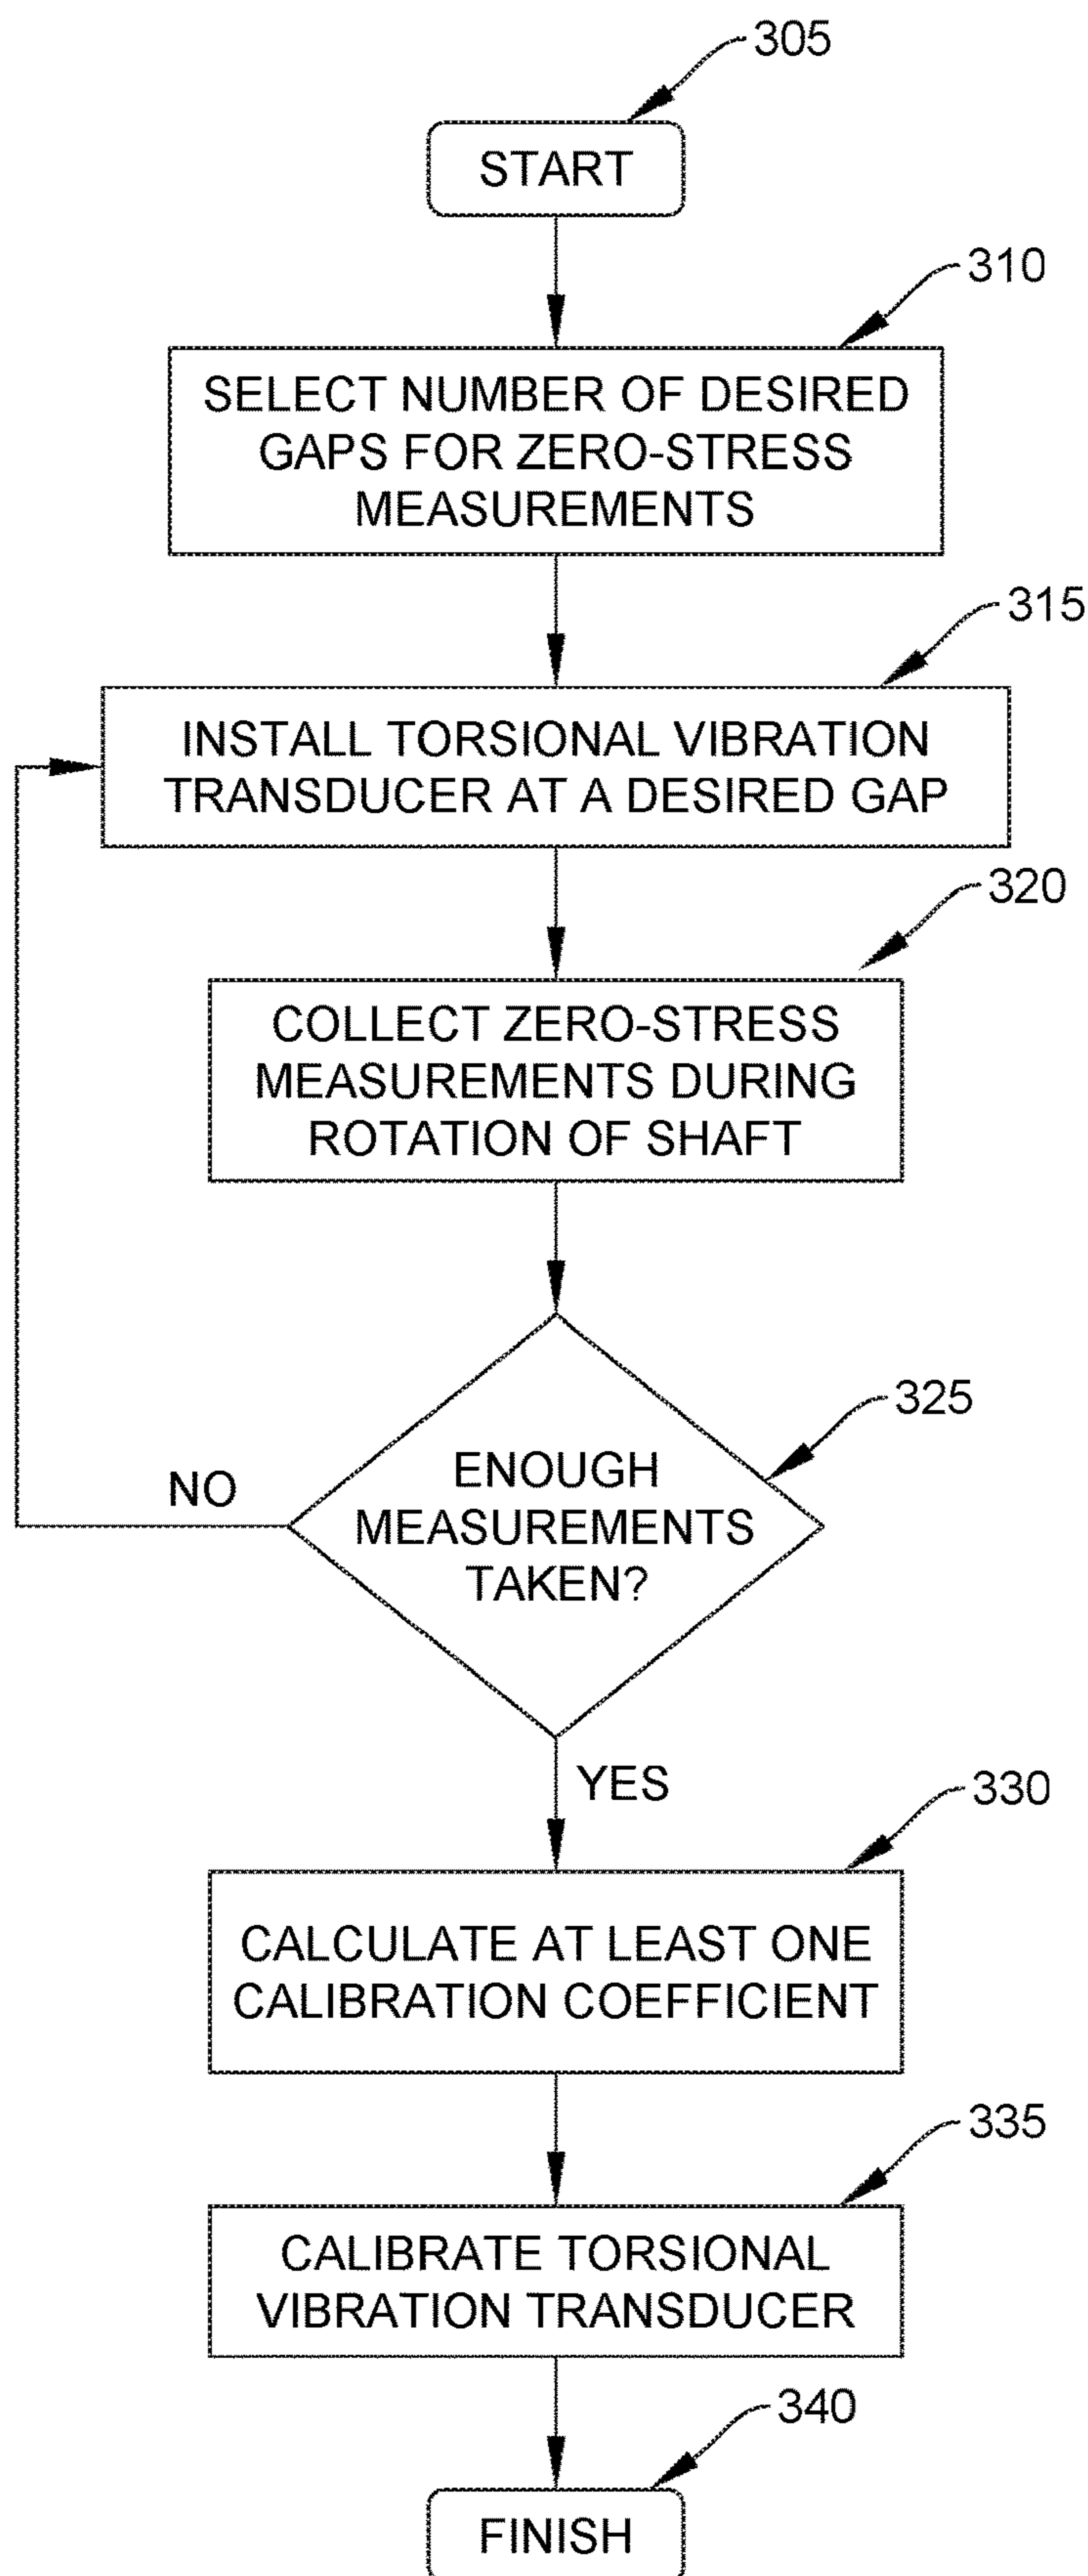 305
START
310
SELECT NUMBER OF DESIRED
GAPS FOR ZERO-STRESS
MEASUREMENTS
315
INSTALL TORSIONAL VIBRATION
TRANSDUCER AT A DESIRED GAP
320
COLLECT ZERO-STRESS
MEASUREMENTS DURING
ROTATION OF SHAFT
325
ENOUGH
MEASUREMENTS
TAKEN?
NO
YES
330
CALCULATE AT LEAST ONE
CALIBRATION COEFFICIENT
335
CALIBRATE TORSIONAL
VIBRATION TRANSDUCER
340
FINISH